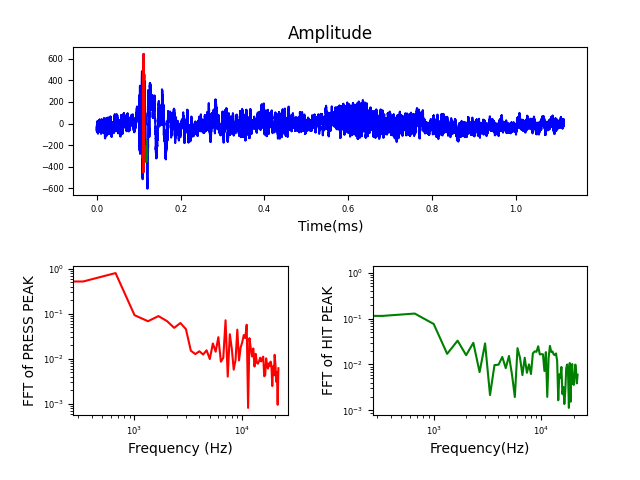 Amplitude
600
400
200
0
−200
−400
−600
0.0 0.2 0.4 0.6 0.8 1.0
Time(ms)
FFT of PRESS PEAK
10⁰
10⁻¹
10⁻²
10⁻³
10³ 10⁴
Frequency (Hz)
FFT of HIT PEAK
10⁰
10⁻¹
10⁻²
10⁻³
10³ 10⁴
Frequency(Hz)